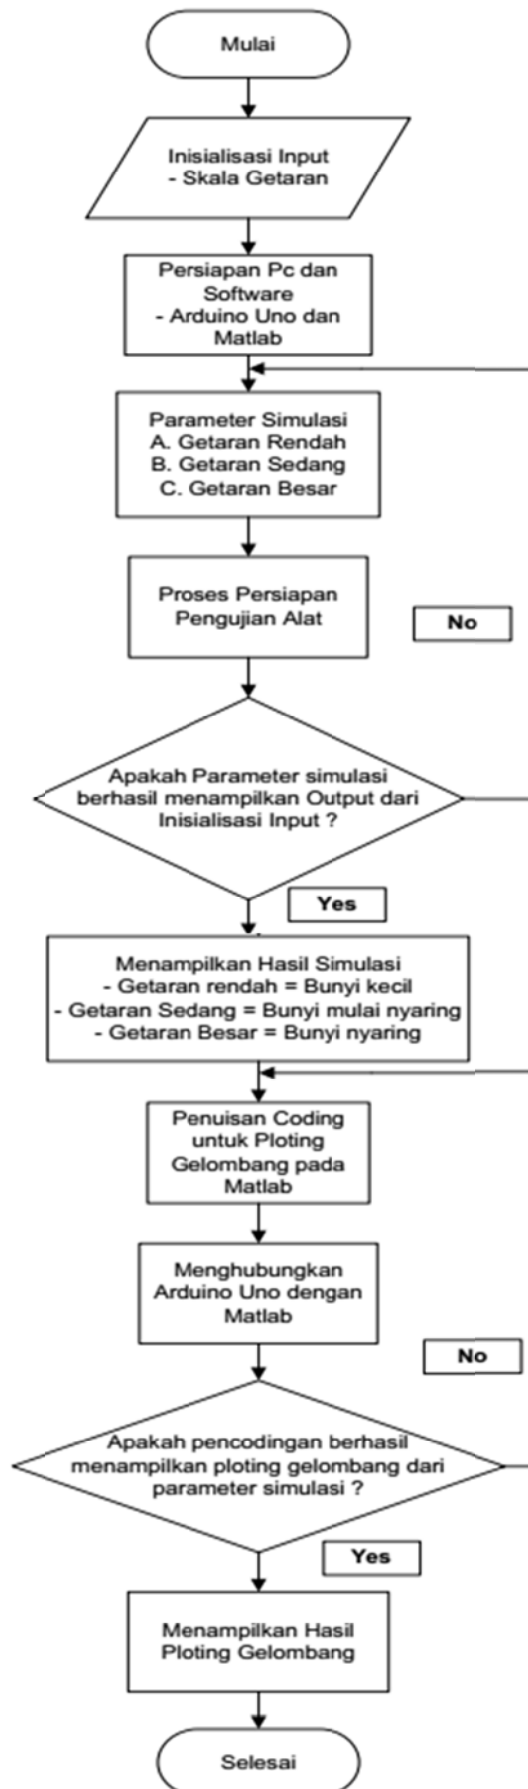 Mulai
Inisialisasi Input
- Skala Getaran
Persiapan Pc dan
Software
- Arduino Uno dan
Matlab
Parameter Simulasi
A. Getaran Rendah
B. Getaran Sedang
C. Getaran Besar
Proses Persiapan
Pengujian Alat
No
Apakah Parameter simulasi
berhasil menampilkan Output dari
Inisialisasi Input ?
Yes
Menampilkan Hasil Simulasi
- Getaran rendah = Bunyi kecil
- Getaran Sedang = Bunyi mulai nyaring
- Getaran Besar = Bunyi nyaring
Penuisan Coding
untuk Ploting
Gelombang pada
Matlab
Menghubungkan
Arduino Uno dengan
Matlab
No
Apakah pencodingan berhasil
menampilkan ploting gelombang dari
parameter simulasi ?
Yes
Menampilkan Hasil
Ploting Gelombang
Selesai